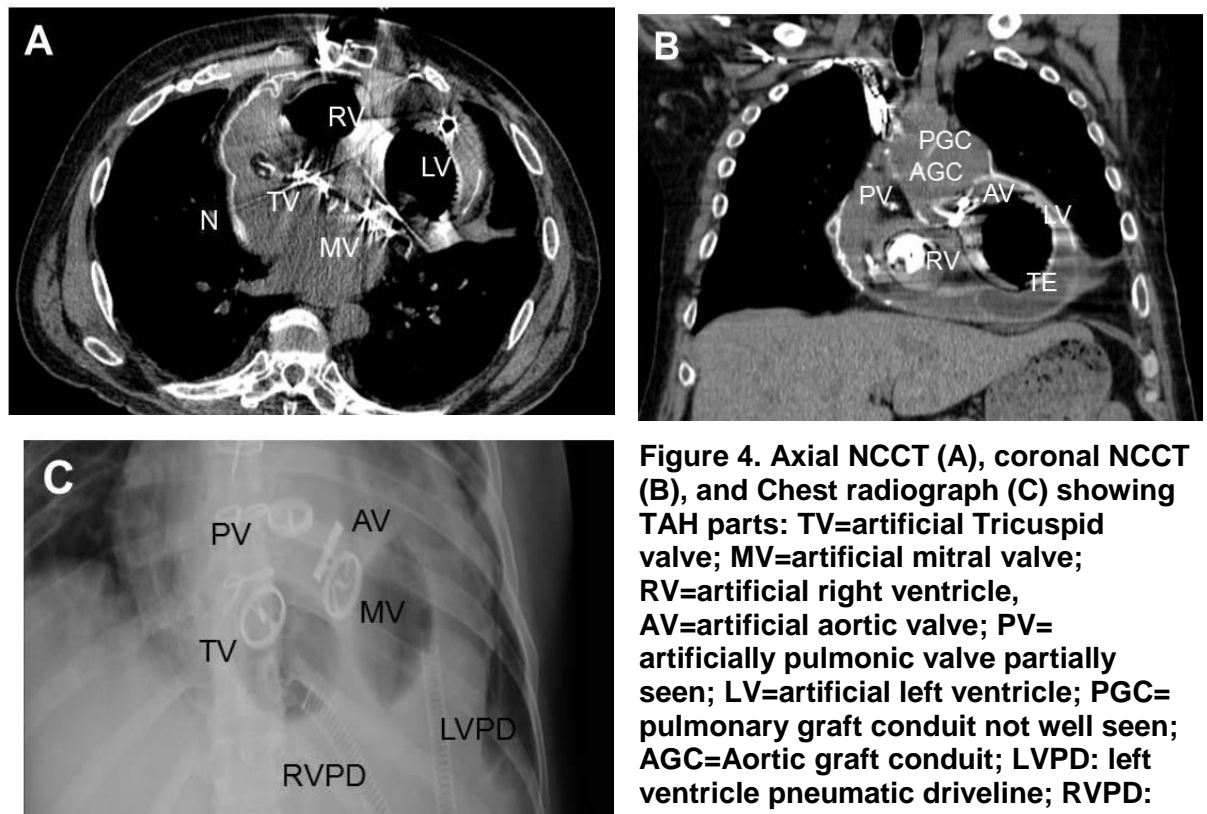 A
RV
LV
TV
N
MV
B
PGC
AGC
PV
AV
LV
RV
TE
C
PV
AV
MV
TV
LVPD
RVPD
Figure 4. Axial NCCT (A), coronal NCCT
(B), and Chest radiograph (C) showing
TAH parts: TV=artificial Tricuspid
valve; MV=artificial mitral valve;
RV=artificial right ventricle,
AV=artificial aortic valve; PV=
artificially pulmonic valve partially
seen; LV=artificial left ventricle; PGC=
pulmonary graft conduit not well seen;
AGC=Aortic graft conduit; LVPD: left
ventricle pneumatic driveline; RVPD: